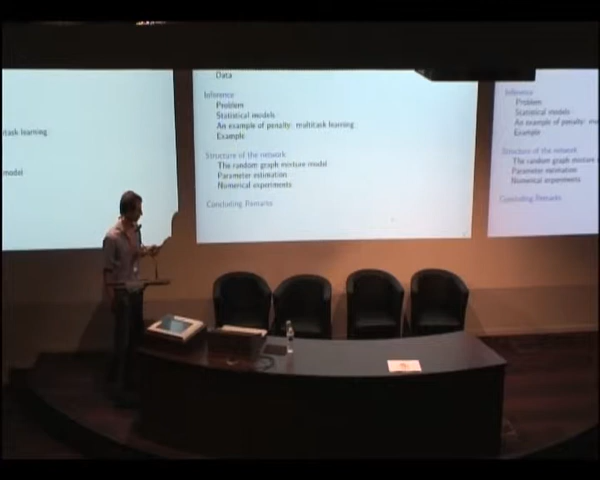 Data
Inference
Problem
Statistical models
An example of penalty: multitask learning
Example
Structure of the network
The random graph mixture model
Parameter estimation
Numerical experiments
Concluding Remarks
learning
model
Inference
Problem
Statistical models
An example of penalty:
Example
Structure of the network
The random graph mixture
Parameter estimation
Numerical experiments
Concluding Remarks